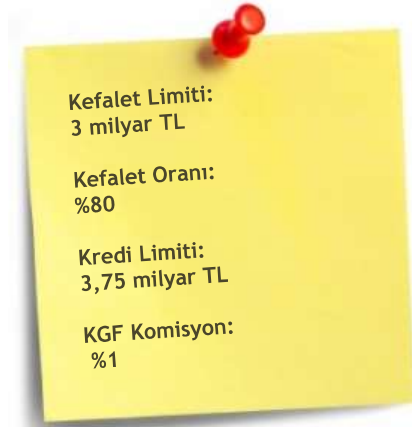 Kefalet Limiti:
3 milyar TL
Kefalet Oranı:
%80
Kredi Limiti:
3,75 milyar TL
KGF Komisyon:
%1